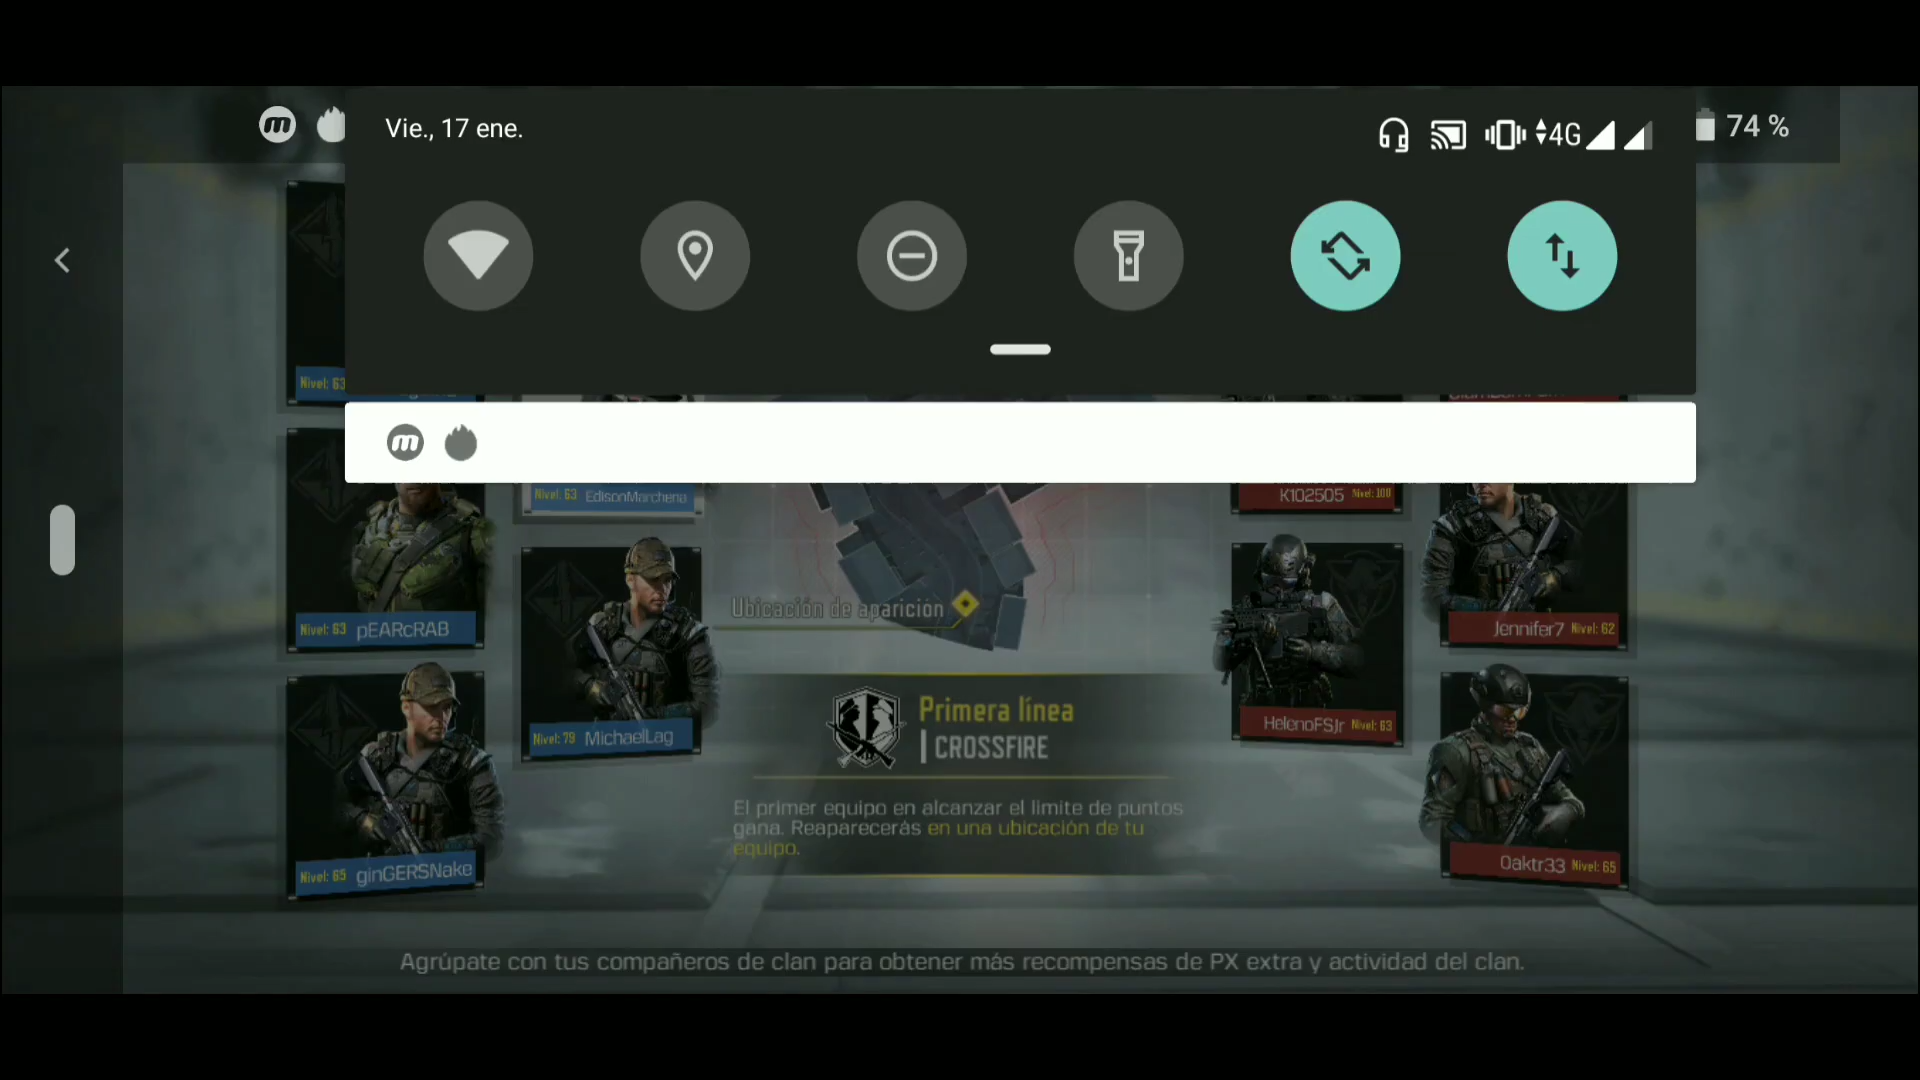 Vie., 17 ene.
4G
74 %
Nivel: 63
Nivel: 63 EdisonMarchena
K102505 Nivel: 100
Nivel: 63 pEARcRAB
Ubicación de aparición
Jennifer7 Nivel: 62
Nivel: 79 MichaelLag
Primera línea
CROSSFIRE
HelenoFSJr Nivel: 63
El primer equipo en alcanzar el limite de puntos
gana. Reaparecerás en una ubicación de tu
equipo.
Nivel: 65 ginGERSNake
Oaktr33 Nivel: 65
Agrúpate con tus compañeros de clan para obtener más recompensas de PX extra y actividad del clan.